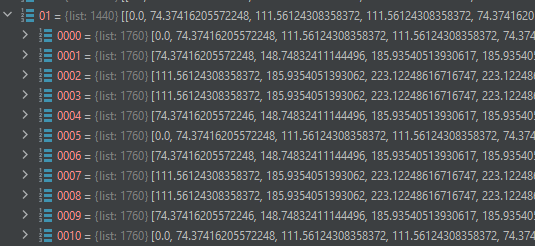 01 = {list: 1440} [[0.0, 74.37416205572248, 111.56124308358372, 111.56124308358372, 74.3741620
0000 = {list: 1760} [0.0, 74.37416205572248, 111.56124308358372, 111.56124308358372, 74.374162
0001 = {list: 1760} [74.37416205572248, 148.74832411144496, 185.93540513930617, 185.935405
0002 = {list: 1760} [111.56124308358372, 185.9354051393062, 223.12248616716747, 223.122486
0003 = {list: 1760} [111.56124308358372, 185.9354051393062, 223.12248616716747, 223.122486
0004 = {list: 1760} [74.37416205572248, 148.74832411144496, 185.93540513930617, 185.935405
0005 = {list: 1760} [0.0, 74.37416205572248, 111.56124308358372, 111.56124308358372, 74.374162
0006 = {list: 1760} [74.37416205572246, 148.74832411144496, 185.93540513930617, 185.935405
0007 = {list: 1760} [111.56124308358372, 185.9354051393062, 223.12248616716747, 223.122486
0008 = {list: 1760} [111.56124308358372, 185.9354051393062, 223.12248616716747, 223.122486
0009 = {list: 1760} [74.37416205572246, 148.74832411144496, 185.93540513930617, 185.935405
0010 = {list: 1760} [0.0, 74.37416205572248, 111.56124308358372, 111.56124308358372, 74.374162